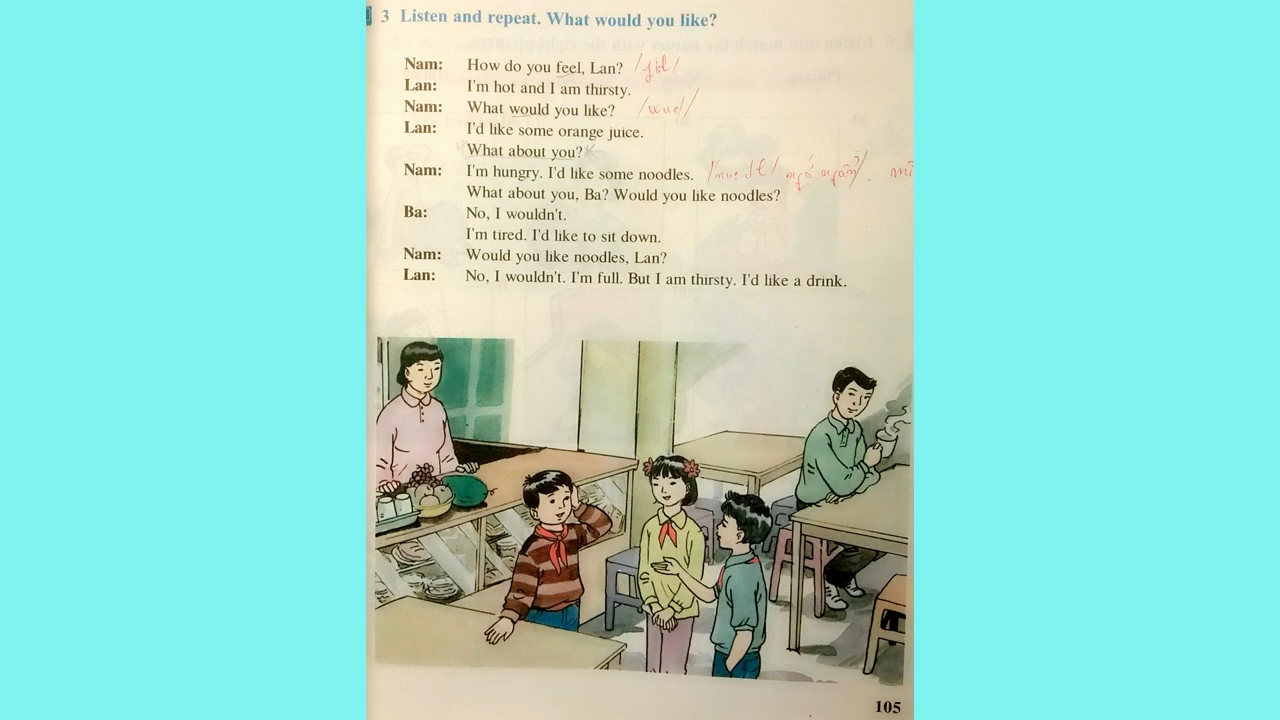 3 Listen and repeat. What would you like?
Nam: How do you feel, Lan?
Lan: I'm hot and I am thirsty.
Nam: What would you like?
Lan: I'd like some orange juice.
What about you?
Nam: I'm hungry. I'd like some noodles.
What about you, Ba? Would you like noodles?
Ba: No, I wouldn't.
I'm tired. I'd like to sit down.
Nam: Would you like noodles, Lan?
Lan: No, I wouldn't. I'm full. But I am thirsty. I'd like a drink.
105